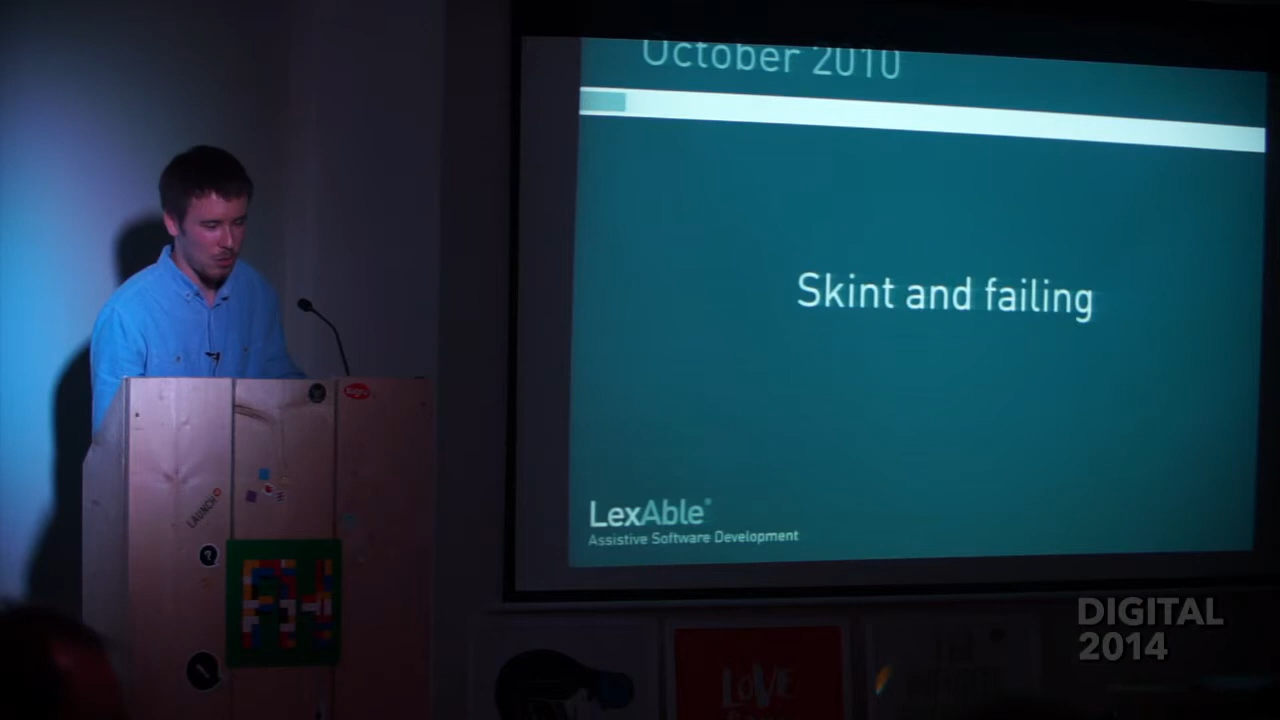 October 2010
Skint and failing
LexAble®
Assistive Software Development
LAUNCH
?
LOVE
DIGITAL
2014